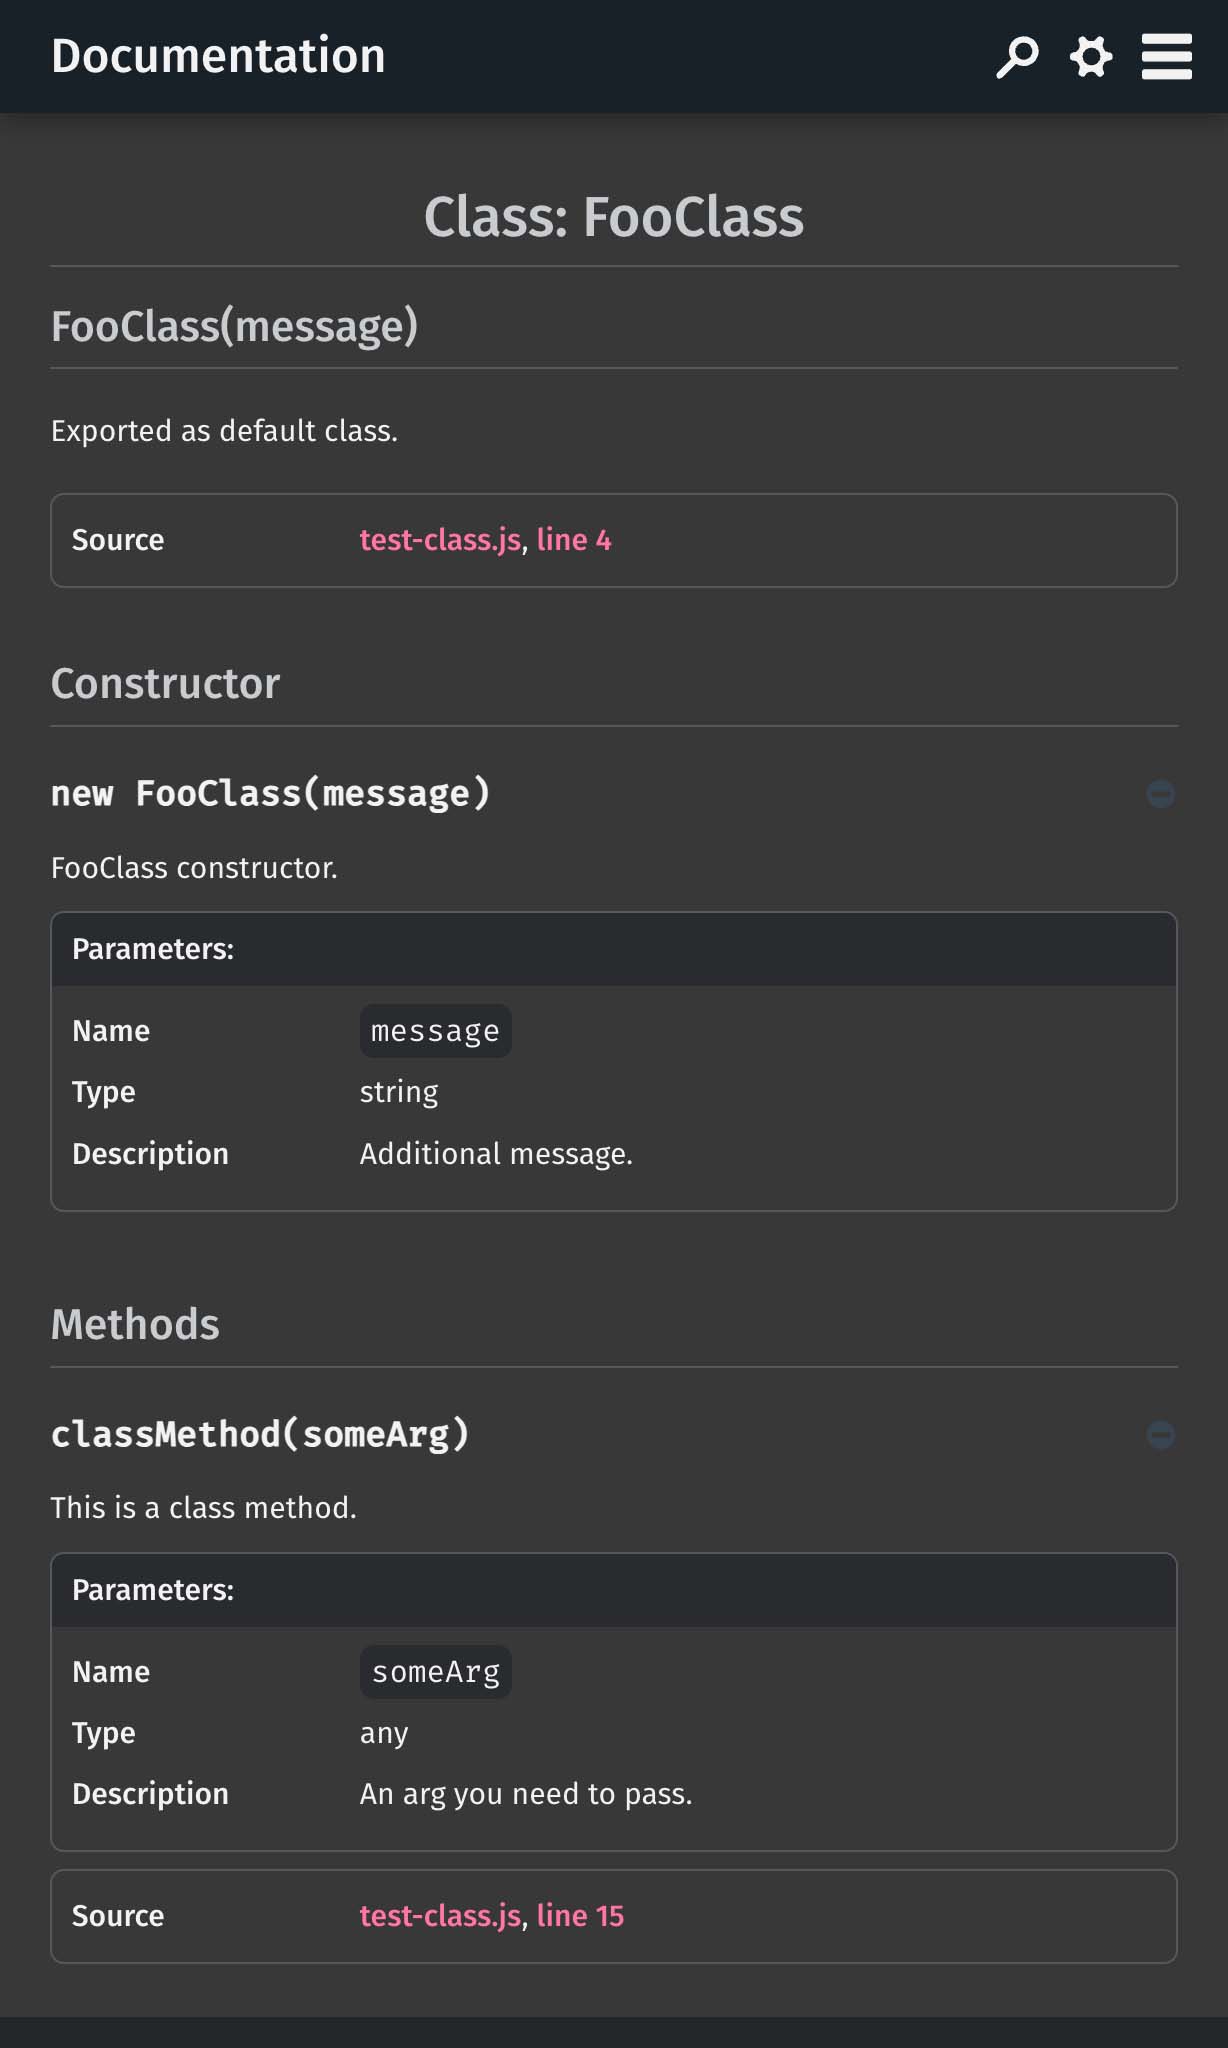 Documentation
Class: FooClass
FooClass(message)
Exported as default class.
Source test-class.js, line 4
Constructor
new FooClass(message)
FooClass constructor.
Parameters:
Name message
Type string
Description Additional message.
Methods
classMethod(someArg)
This is a class method.
Parameters:
Name someArg
Type any
Description An arg you need to pass.
Source test-class.js, line 15